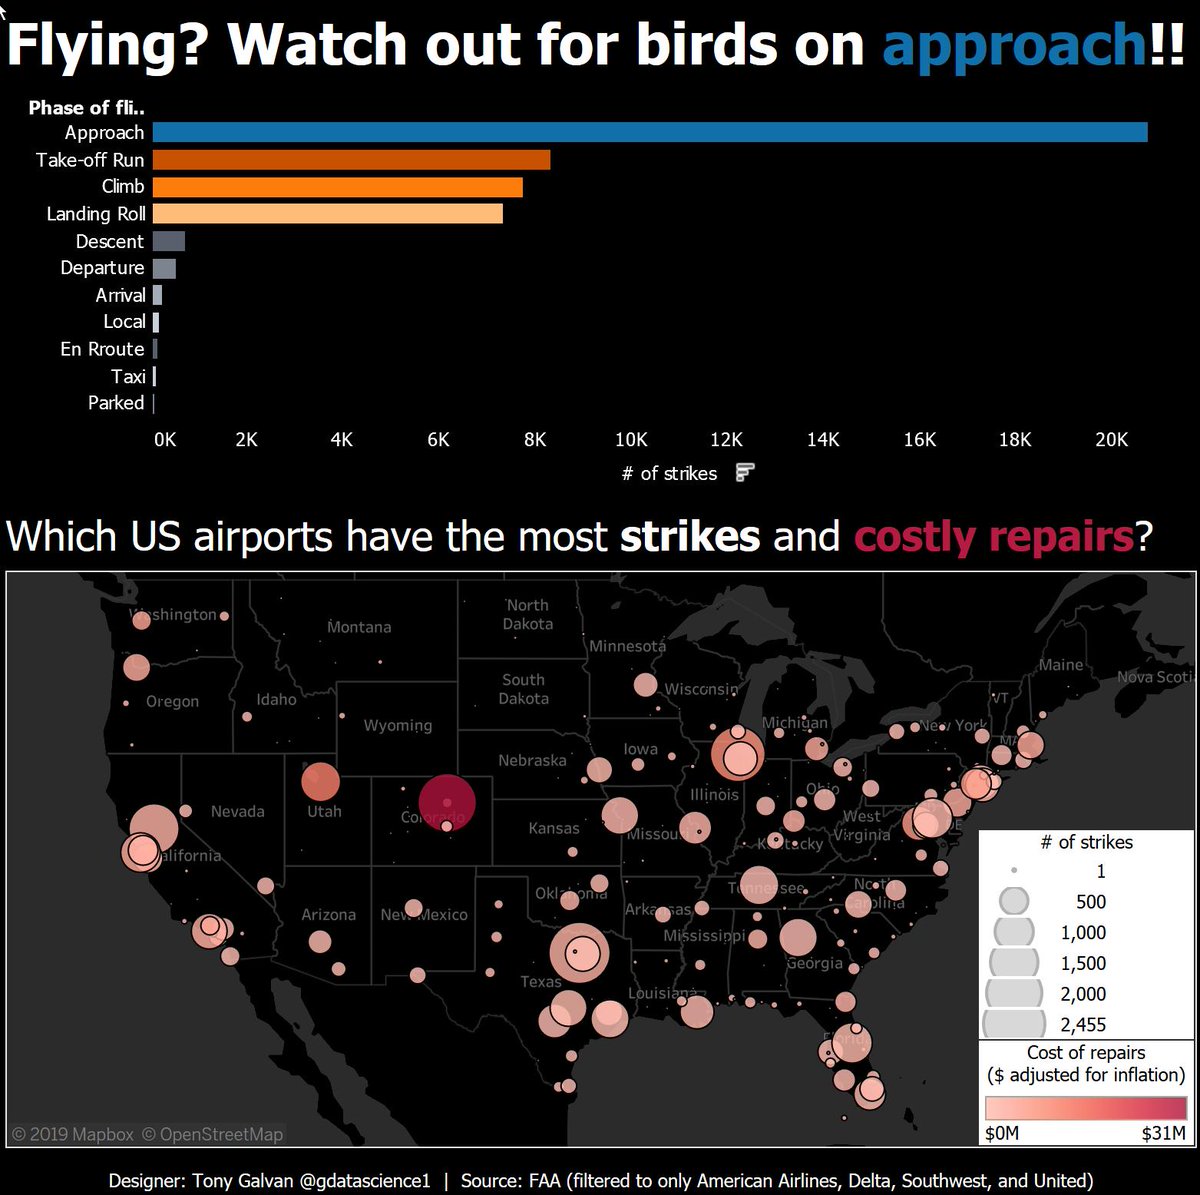 Flying? Watch out for birds on approach!!
Phase of fli..
Approach
Take-off Run
Climb
Landing Roll
Descent
Departure
Arrival
Local
En Rroute
Taxi
Parked
0K 2K 4K 6K 8K 10K 12K 14K 16K 18K 20K
# of strikes
Which US airports have the most strikes and costly repairs?
Washington
Montana
North
Dakota
Minnesota
Maine
Nova Scoti
Oregon
Idaho
South
Dakota
Wisconsin
VT
Wyoming
Michigan
New York
MA
Nebraska
Iowa
Nevada
Utah
Colorado
Illinois
Ohio
Kansas
Missouri
West
Virginia
DE
California
Kentucky
Oklahoma
Tennessee
North
Carolina
Arizona
New Mexico
Arkansas
Mississippi
Georgia
Texas
Louisiana
Florida
# of strikes
1
500
1,000
1,500
2,000
2,455
Cost of repairs
($ adjusted for inflation)
$0M $31M
© 2019 Mapbox © OpenStreetMap
Designer: Tony Galvan @gdatascience1 | Source: FAA (filtered to only American Airlines, Delta, Southwest, and United)